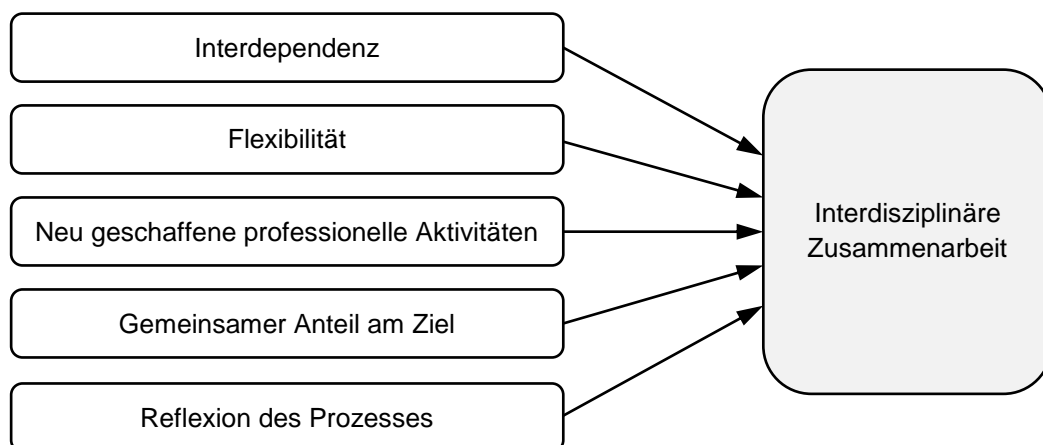 Interdependenz
Flexibilität
Neu geschaffene professionelle Aktivitäten
Gemeinsamer Anteil am Ziel
Reflexion des Prozesses
Interdisziplinäre
Zusammenarbeit